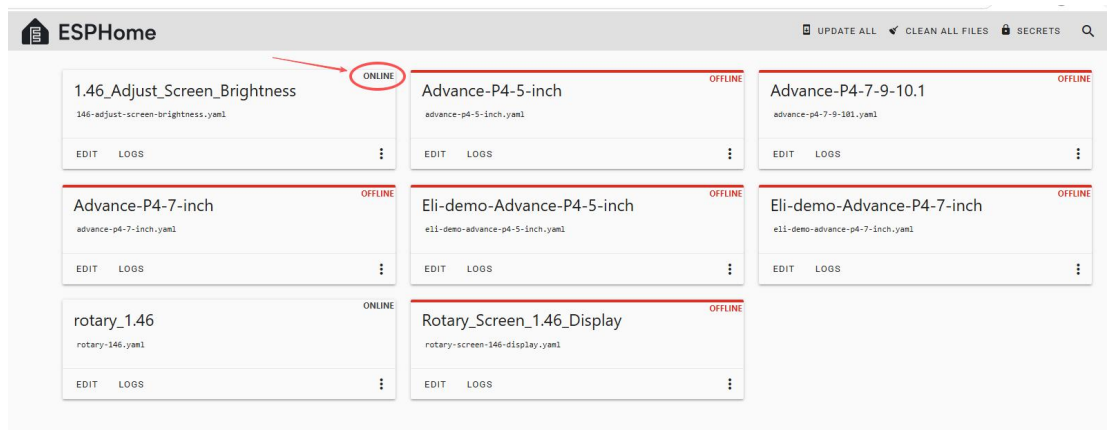 ESPHome
UPDATE ALL CLEAN ALL FILES SECRETS
ONLINE
1.46_Adjust_Screen_Brightness
146-adjust-screen-brightness.yaml
EDIT LOGS
OFFLINE
Advance-P4-5-inch
advance-p4-5-inch.yaml
EDIT LOGS
OFFLINE
Advance-P4-7-9-10.1
advance-p4-7-9-101.yaml
EDIT LOGS
OFFLINE
Advance-P4-7-inch
advance-p4-7-inch.yaml
EDIT LOGS
OFFLINE
Eli-demo-Advance-P4-5-inch
eli-demo-advance-p4-5-inch.yaml
EDIT LOGS
OFFLINE
Eli-demo-Advance-P4-7-inch
eli-demo-advance-p4-7-inch.yaml
EDIT LOGS
ONLINE
rotary_1.46
rotary-146.yaml
EDIT LOGS
OFFLINE
Rotary_Screen_1.46_Display
rotary-screen-146-display.yaml
EDIT LOGS